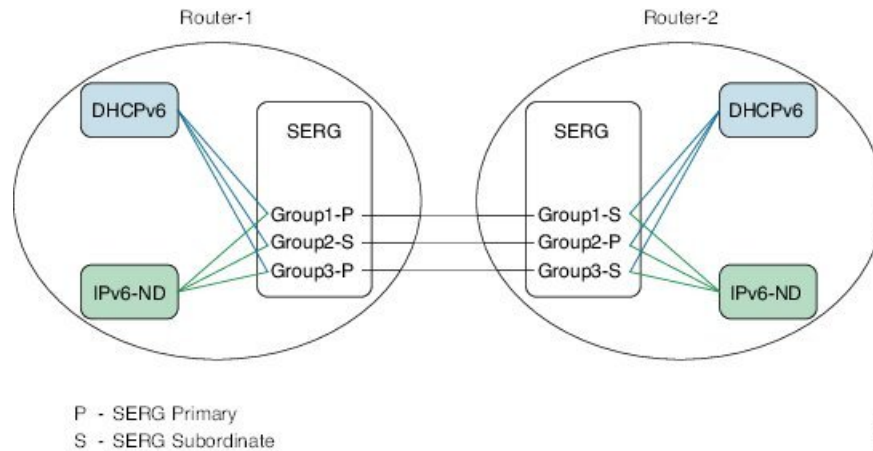 Router-1
Router-2
DHCPv6
SERG
Group1-P
Group2-S
Group3-P
IPv6-ND
SERG
Group1-S
Group2-P
Group3-S
DHCPv6
IPv6-ND
P - SERG Primary
S - SERG Subordinate